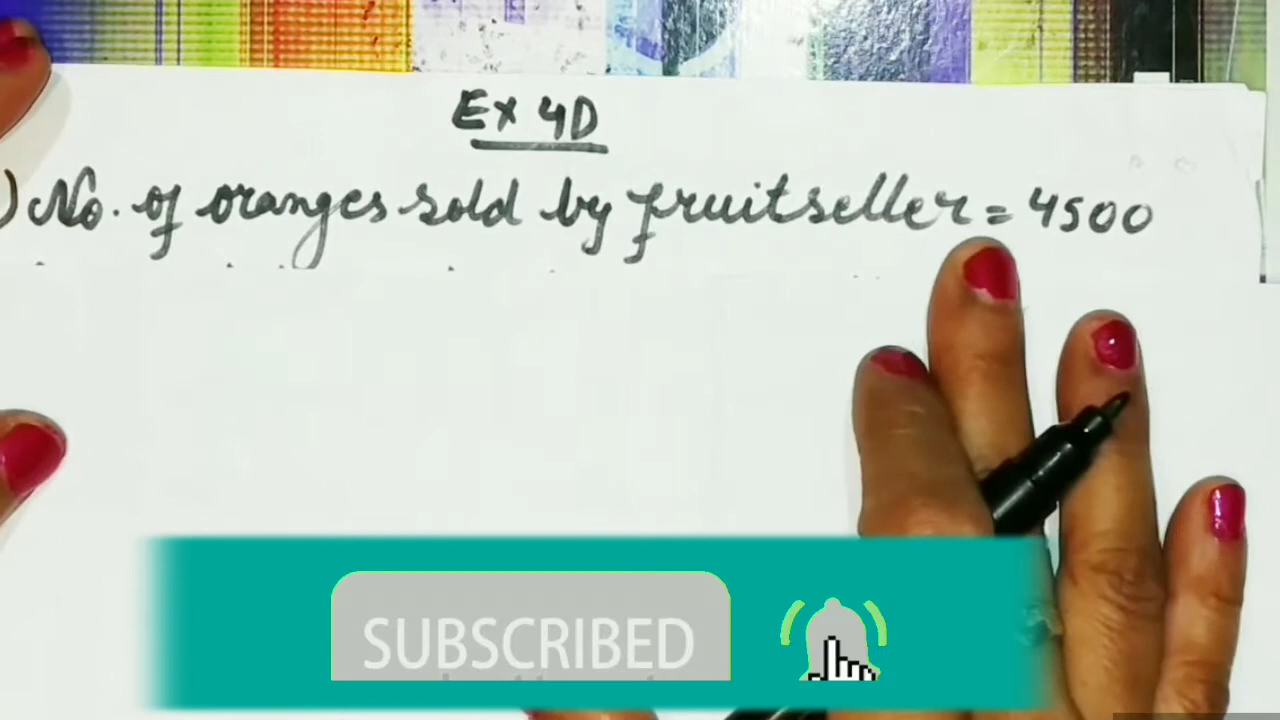 Ex 4D
) No. of oranges sold by fruitseller = 4500
SUBSCRIBED